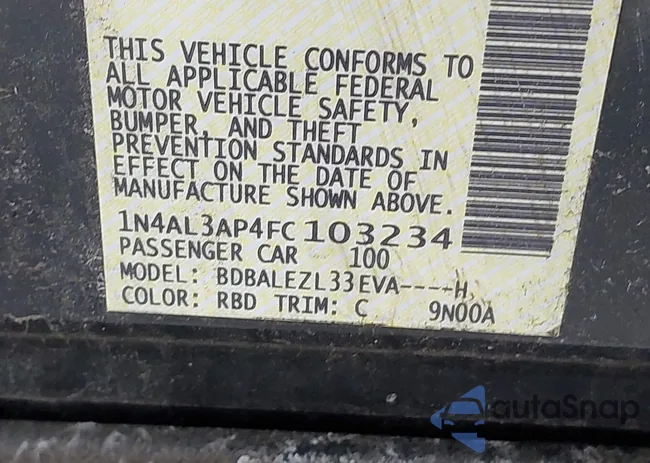 THIS VEHICLE CONFORMS TO
ALL APPLICABLE FEDERAL
MOTOR VEHICLE SAFETY,
BUMPER, AND THEFT
PREVENTION STANDARDS IN
EFFECT ON THE DATE OF
MANUFACTURE SHOWN ABOVE.
1N4AL3AP4FC103234
PASSENGER CAR 100
MODEL: BDBALEZL33EVA----H,
COLOR: RBD TRIM: C 9N00A
autoSnap